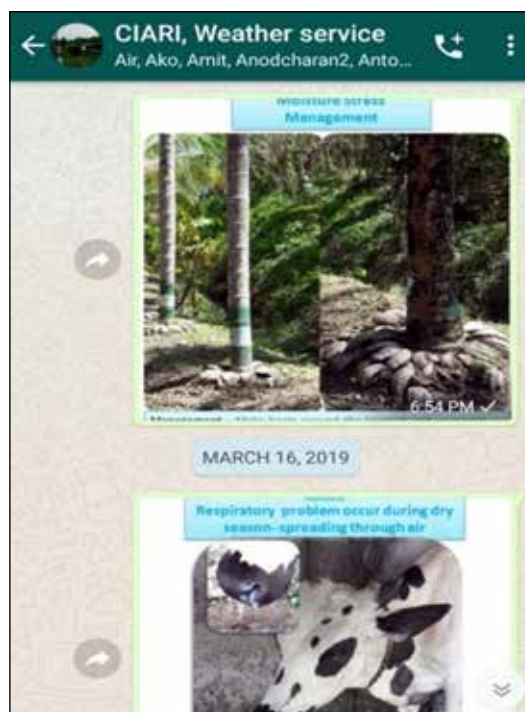 CIARI, Weather service
Air, Ako, Amit, Anodcharan2, Anto...
Moisture Stress
Management
6:54 PM
MARCH 16, 2019
Respiratory problem occur during dry
season-spreading through air